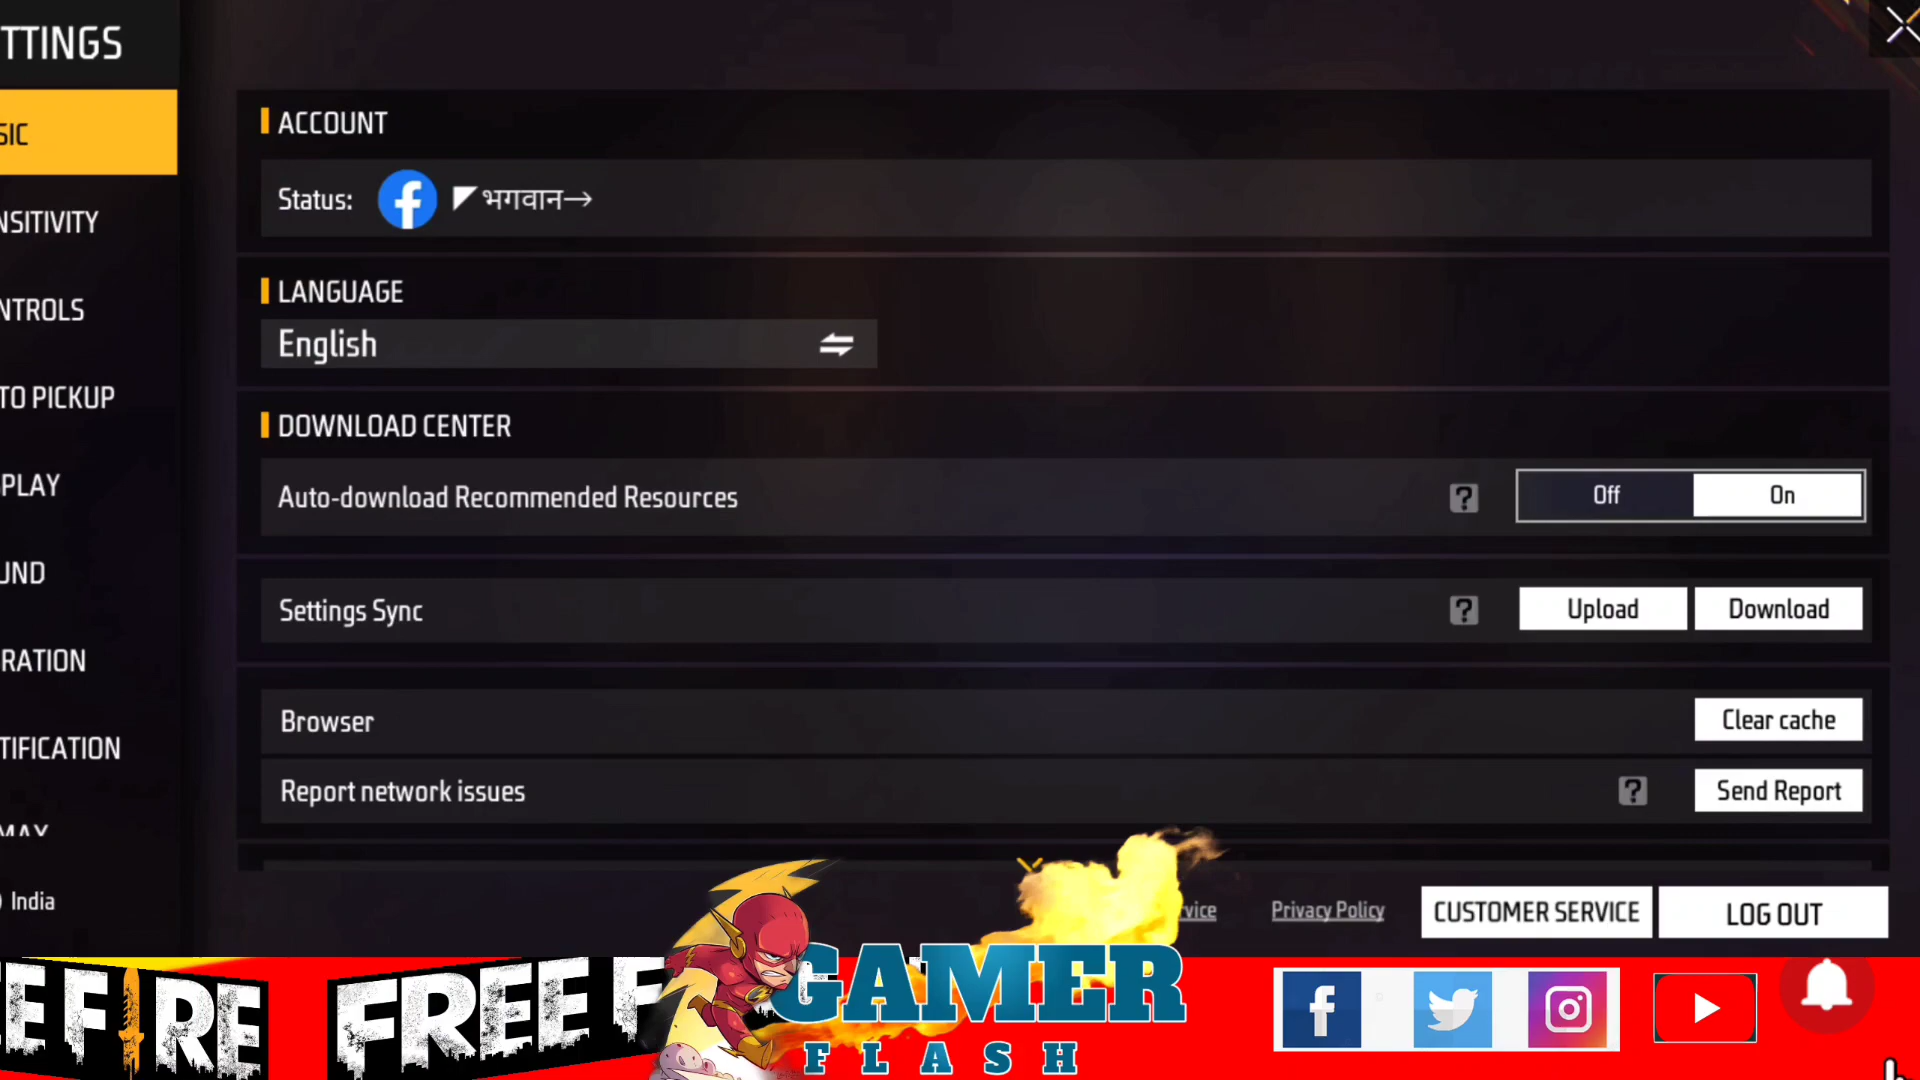 TTINGS
SIC
NSITIVITY
NTROLS
TO PICKUP
PLAY
UND
RATION
TIFICATION
MAX
India
ACCOUNT
Status: भगवान→
LANGUAGE
English
DOWNLOAD CENTER
Auto-download Recommended Resources ? Off On
Settings Sync ? Upload Download
Browser Clear cache
Report network issues ? Send Report
vice Privacy Policy CUSTOMER SERVICE LOG OUT
EE FIRE FREE F
GAMER
FLASH